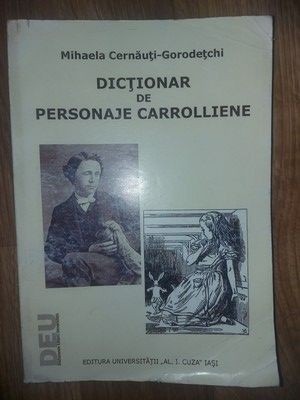 Mihaela Cernăuţi-Gorodeţchi
DICŢIONAR
DE
PERSONAJE CARROLLIENE
DEU
EDITURA UNIVERSITĂŢII „AL. I. CUZA" IAŞI